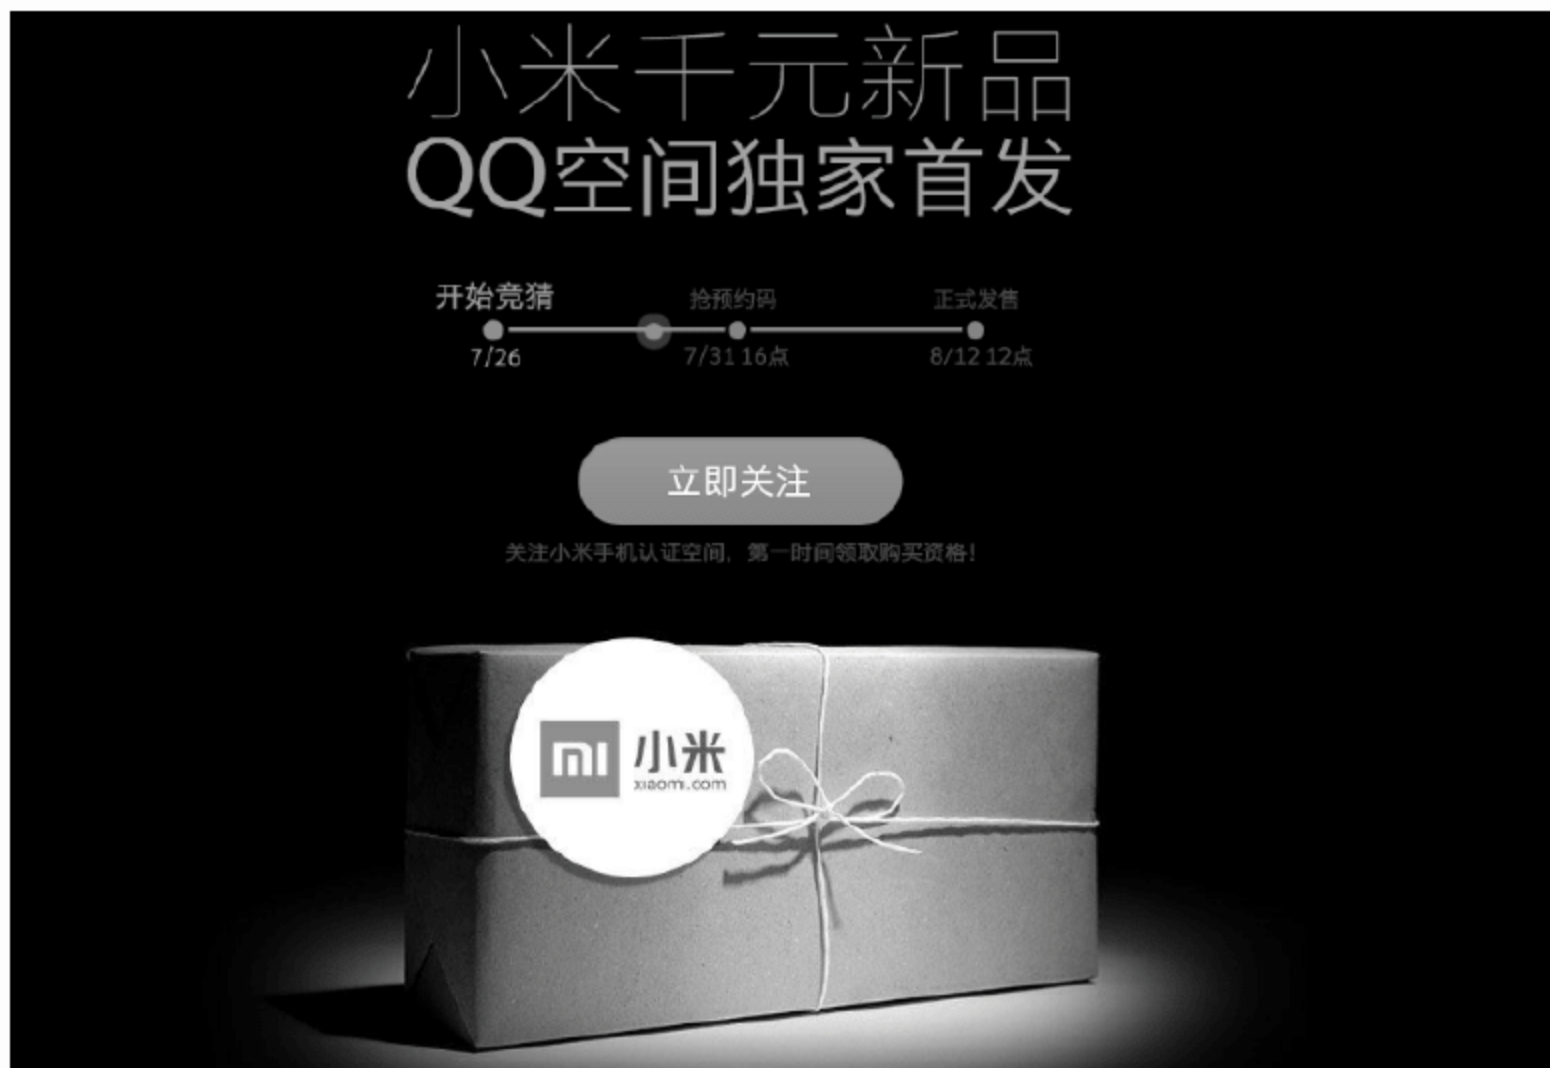 小米千元新品
QQ空间独家首发
开始竞猜 抢预约码 正式发售
7/26 7/31 16点 8/12 12点
立即关注
关注小米手机认证空间，第一时间领取购买资格！
mi 小米
xiaomi.com